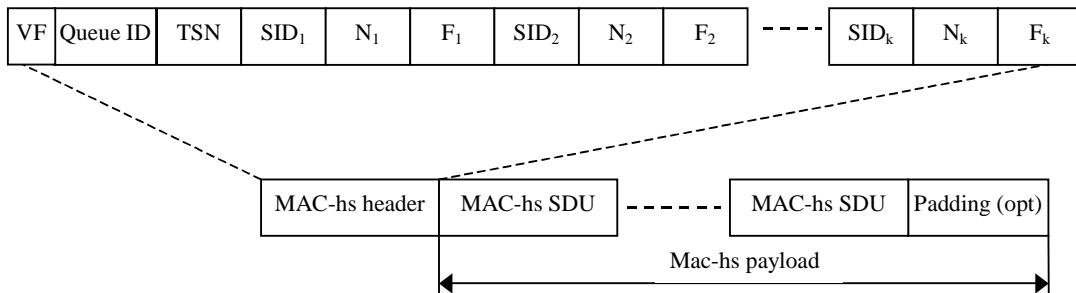 VF Queue ID TSN SID₁ N₁ F₁ SID₂ N₂ F₂ SIDₖ Nₖ Fₖ
MAC-hs header MAC-hs SDU MAC-hs SDU Padding (opt)
Mac-hs payload